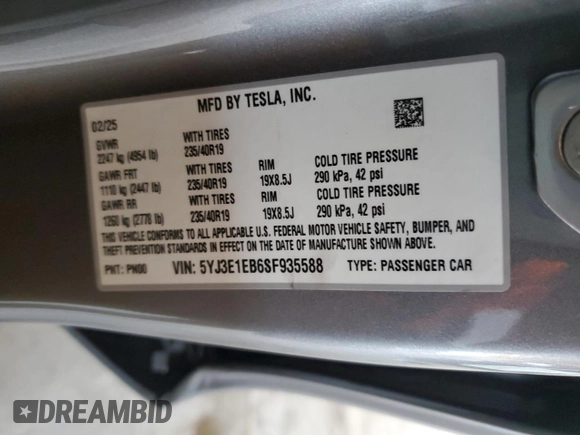 MFD BY TESLA, INC.
02/25
GVWR WITH TIRES
2247 kg (4954 lb) 235/40R19
GAWR FRT WITH TIRES RIM COLD TIRE PRESSURE
1110 kg (2447 lb) 235/40R19 19X8.5J 290 kPa, 42 psi
GAWR RR WITH TIRES RIM COLD TIRE PRESSURE
1260 kg (2778 lb) 235/40R19 19X8.5J 290 kPa, 42 psi
THIS VEHICLE CONFORMS TO ALL APPLICABLE U.S. FEDERAL MOTOR VEHICLE SAFETY, BUMPER, AND
THEFT PREVENTION STANDARDS IN EFFECT ON THE DATE OF MANUFACTURE SHOWN ABOVE.
PNT: PN00 VIN: 5YJ3E1EB6SF935588 TYPE: PASSENGER CAR
DREAMBID